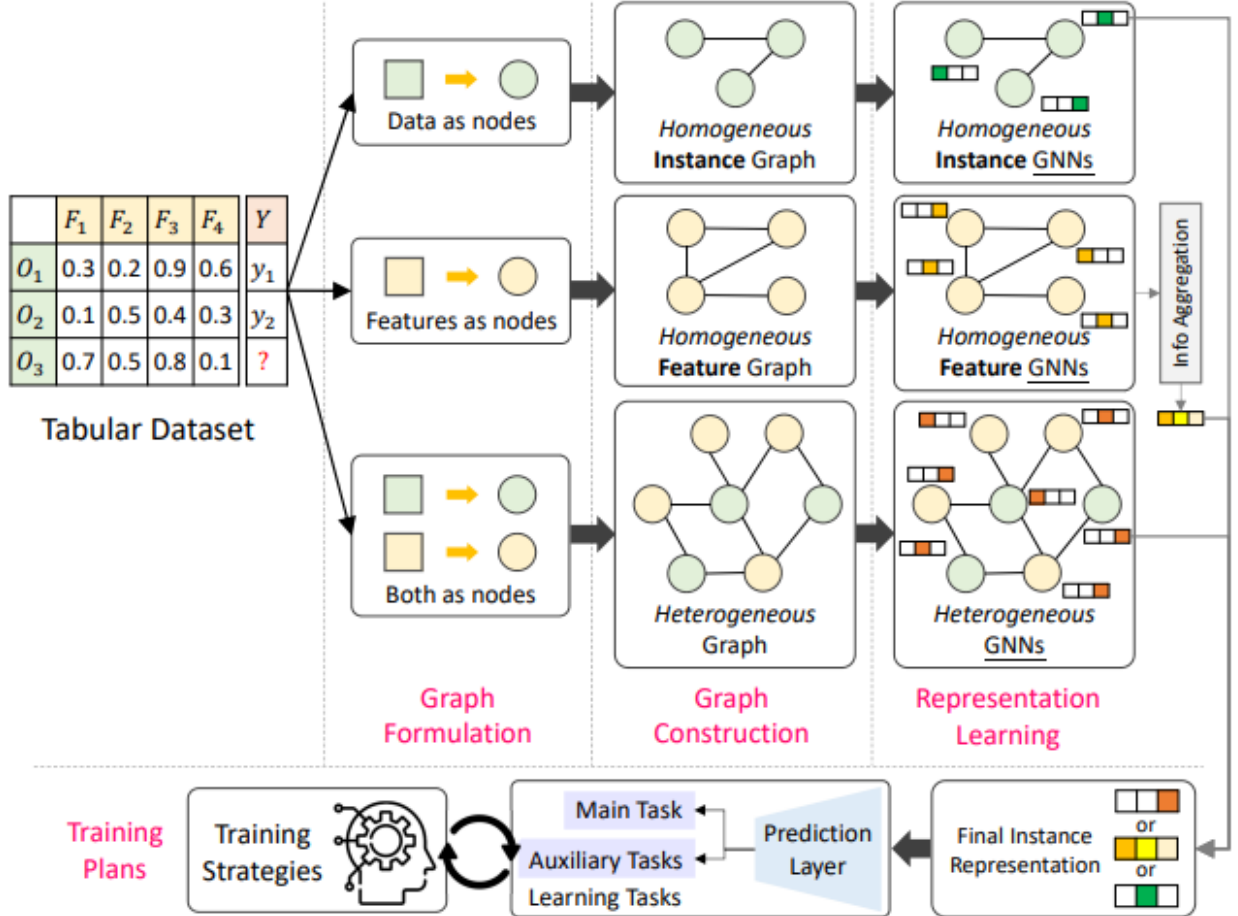 F₁ F₂ F₃ F₄ Y
O₁ 0.3 0.2 0.9 0.6 y₁
O₂ 0.1 0.5 0.4 0.3 y₂
O₃ 0.7 0.5 0.8 0.1 ?
Tabular Dataset
Data as nodes
Features as nodes
Both as nodes
Graph
Formulation
Homogeneous
Instance Graph
Homogeneous
Feature Graph
Heterogeneous
Graph
Graph
Construction
Homogeneous
Instance GNNs
Homogeneous
Feature GNNs
Heterogeneous
GNNs
Representation
Learning
Info Aggregation
Training
Plans
Training
Strategies
Main Task
Auxiliary Tasks
Learning Tasks
Prediction
Layer
Final Instance
Representation
or
or